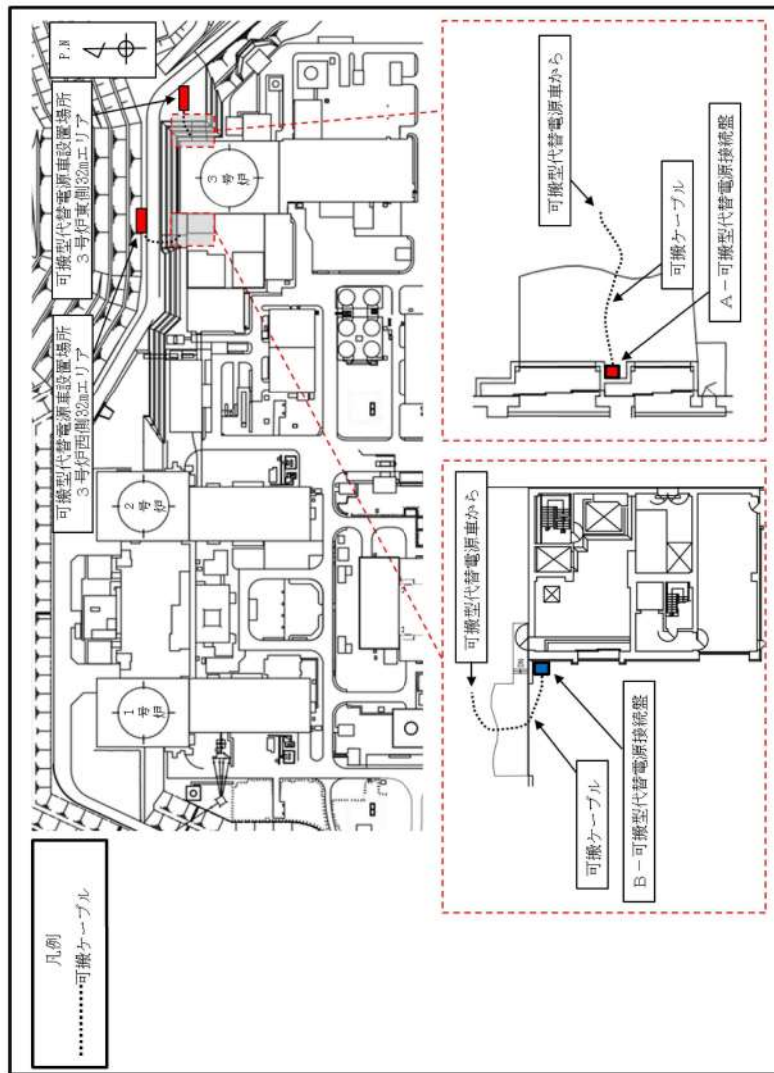 凡例
可搬ケーブル
P.N
可搬型代替電源車設置場所
3号炉西側32mエリア
可搬型代替電源車設置場所
3号炉東側32mエリア
1号炉
2号炉
3号炉
可搬型代替電源車から
可搬ケーブル
B-可搬型代替電源接続盤
可搬型代替電源車から
可搬ケーブル
A-可搬型代替電源接続盤